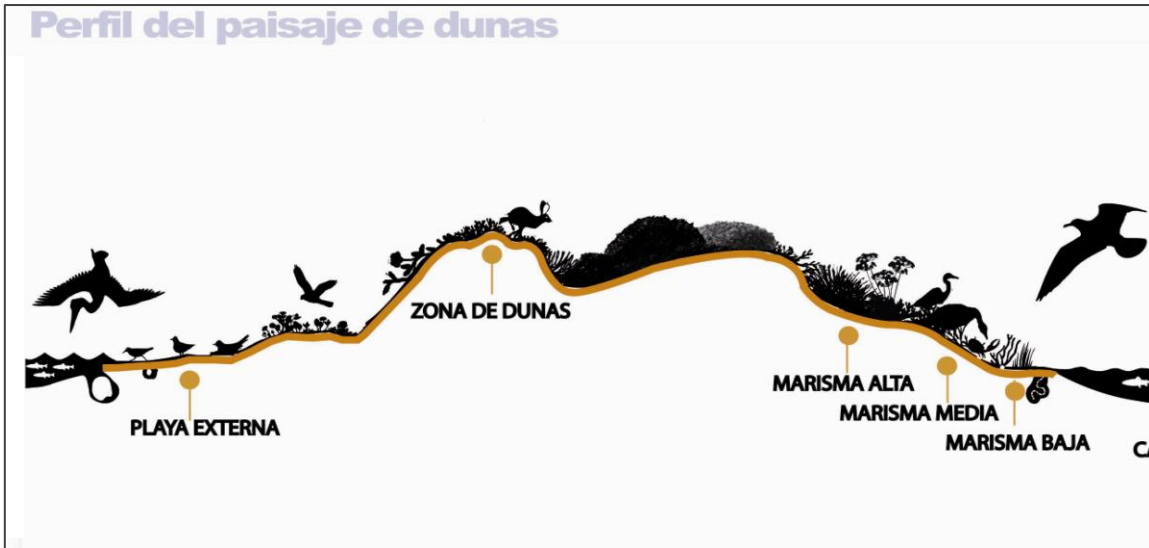 Perfil del paisaje de dunas
ZONA DE DUNAS
PLAYA EXTERNA
MARISMA ALTA
MARISMA MEDIA
MARISMA BAJA